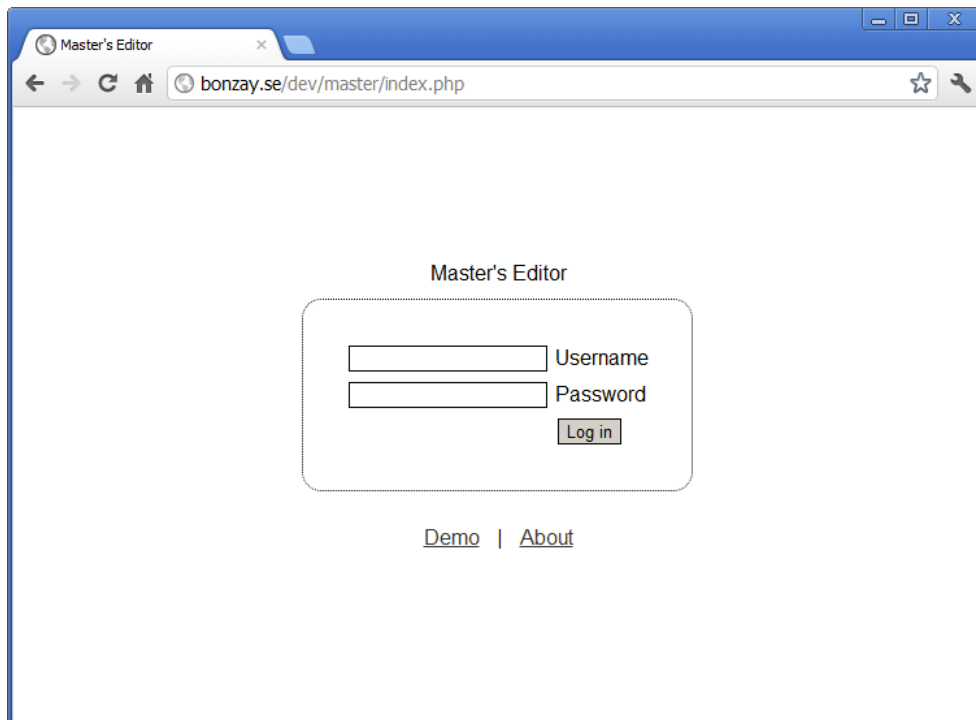 Master's Editor
bonzay.se/dev/master/index.php
Master's Editor
Username
Password
Log in
Demo | About